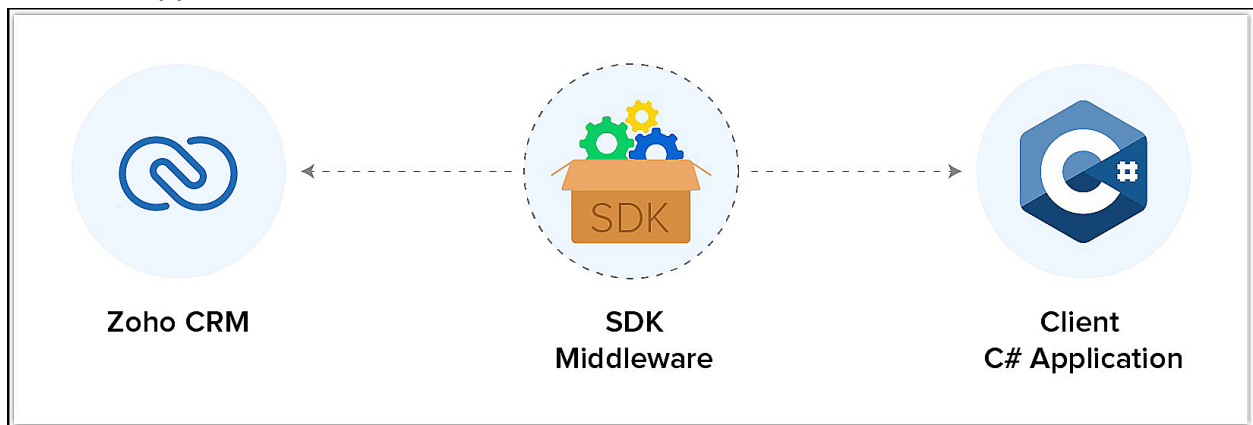 SDK
C #
Zoho CRM
SDK
Middleware
Client
C# Application